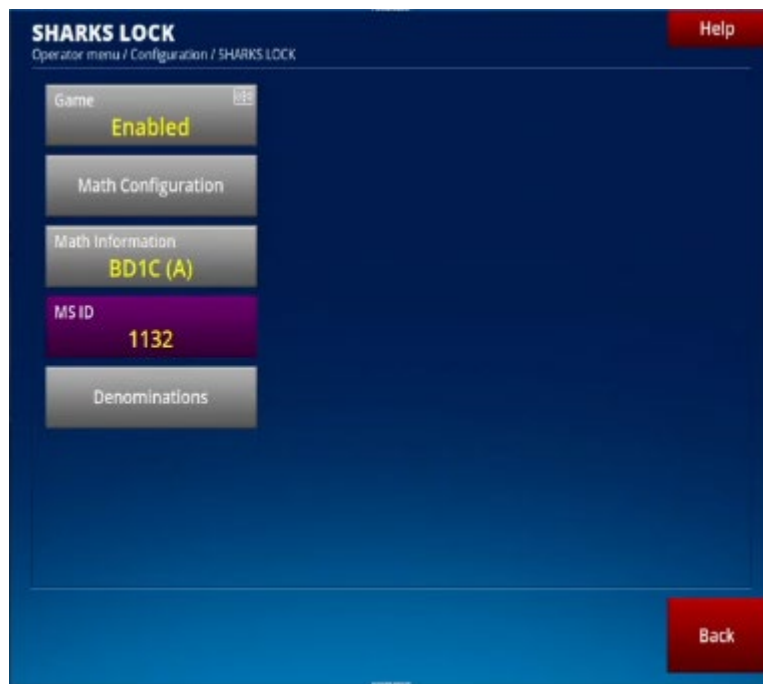 SHARKS LOCK
Help
Operator menu / Configuration / SHARKS LOCK
Game
Enabled
Math Configuration
Math Information
BD1C (A)
MS ID
1132
Denominations
Back